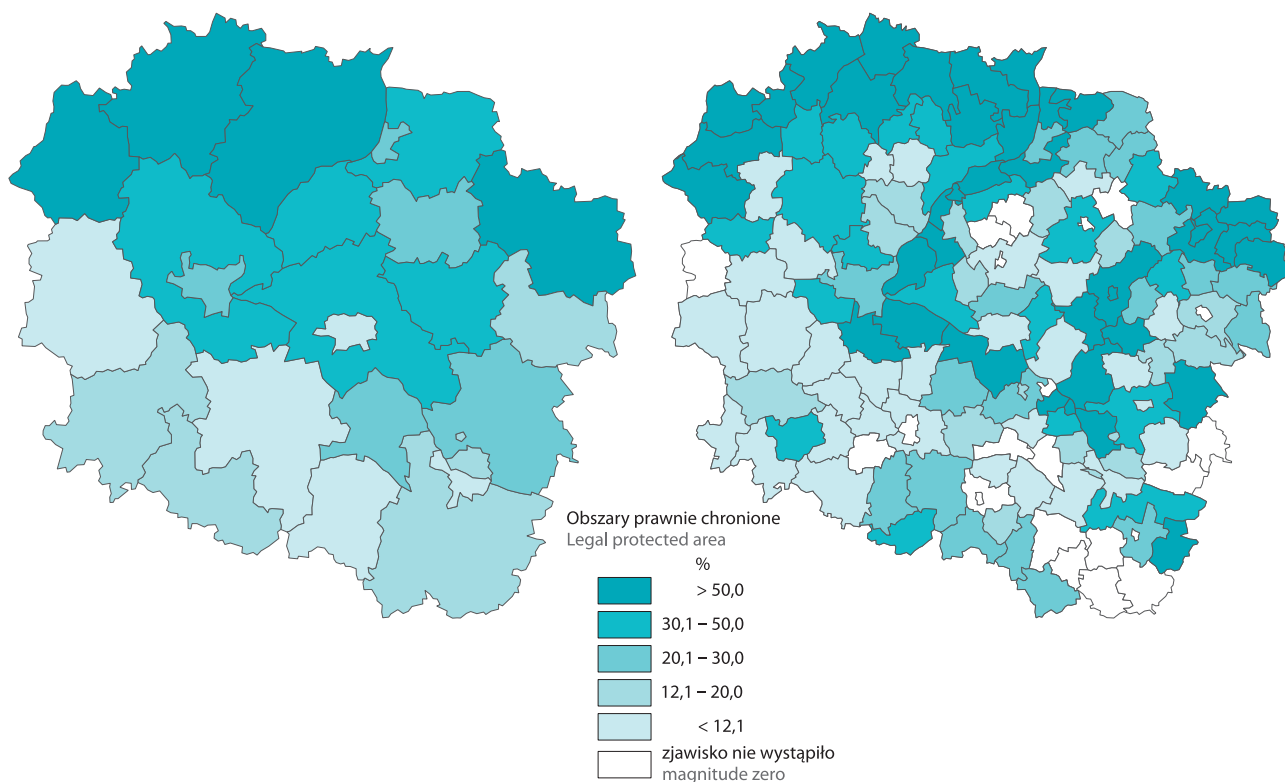 Obszary prawnie chronione
Legal protected area
%
> 50,0
30,1 – 50,0
20,1 – 30,0
12,1 – 20,0
< 12,1
zjawisko nie wystąpiło
magnitude zero